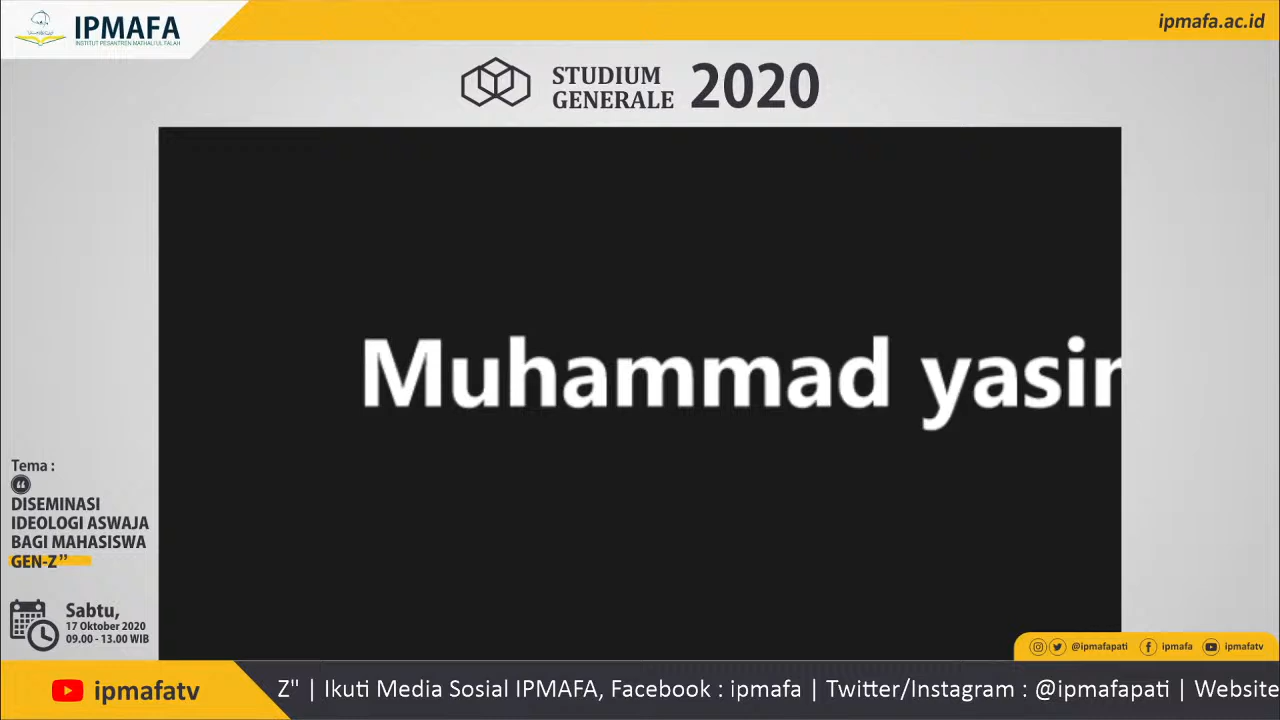 IPMAFA
INSTITUT PESANTREN MATHALI'UL FALAH
ipmafa.ac.id
STUDIUM
GENERALE
2020
Muhammad yasin
Tema :
“
DISEMINASI
IDEOLOGI ASWAJA
BAGI MAHASISWA
GEN-Z”
Sabtu,
17 Oktober 2020
09.00 - 13.00 WIB
@ipmafapati
ipmafa
ipmafatv
ipmafatv
Z" | Ikuti Media Sosial IPMAFA, Facebook : ipmafa | Twitter/Instagram : @ipmafapati | Website